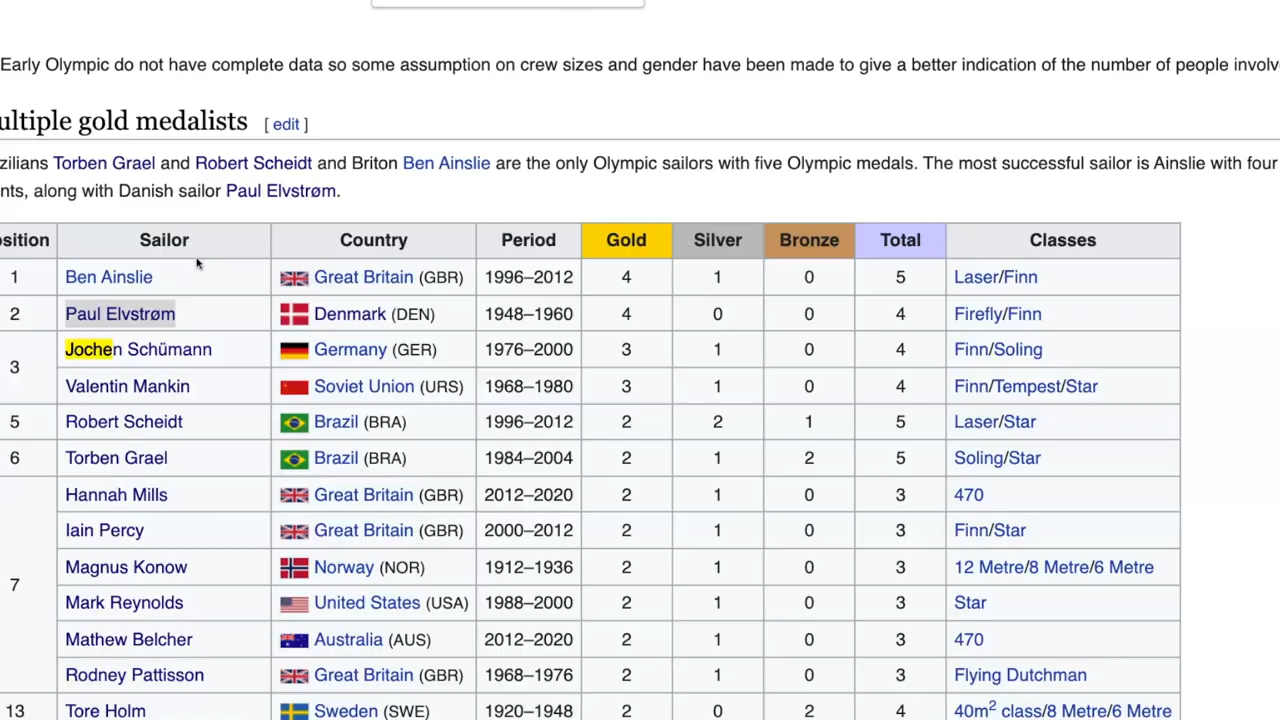 Early Olympic do not have complete data so some assumption on crew sizes and gender have been made to give a better indication of the number of people involv
ultiple gold medalists [ edit ]
zilians Torben Grael and Robert Scheidt and Briton Ben Ainslie are the only Olympic sailors with five Olympic medals. The most successful sailor is Ainslie with four
nts, along with Danish sailor Paul Elvstrøm.
osition Sailor Country Period Gold Silver Bronze Total Classes
1 Ben Ainslie Great Britain (GBR) 1996–2012 4 1 0 5 Laser/Finn
2 Paul Elvstrøm Denmark (DEN) 1948–1960 4 0 0 4 Firefly/Finn
3 Jochen Schümann Germany (GER) 1976–2000 3 1 0 4 Finn/Soling
Valentin Mankin Soviet Union (URS) 1968–1980 3 1 0 4 Finn/Tempest/Star
5 Robert Scheidt Brazil (BRA) 1996–2012 2 2 1 5 Laser/Star
6 Torben Grael Brazil (BRA) 1984–2004 2 1 2 5 Soling/Star
7 Hannah Mills Great Britain (GBR) 2012–2020 2 1 0 3 470
Iain Percy Great Britain (GBR) 2000–2012 2 1 0 3 Finn/Star
Magnus Konow Norway (NOR) 1912–1936 2 1 0 3 12 Metre/8 Metre/6 Metre
Mark Reynolds United States (USA) 1988–2000 2 1 0 3 Star
Mathew Belcher Australia (AUS) 2012–2020 2 1 0 3 470
Rodney Pattisson Great Britain (GBR) 1968–1976 2 1 0 3 Flying Dutchman
13 Tore Holm Sweden (SWE) 1920–1948 2 0 2 4 40m² class/8 Metre/6 Metre